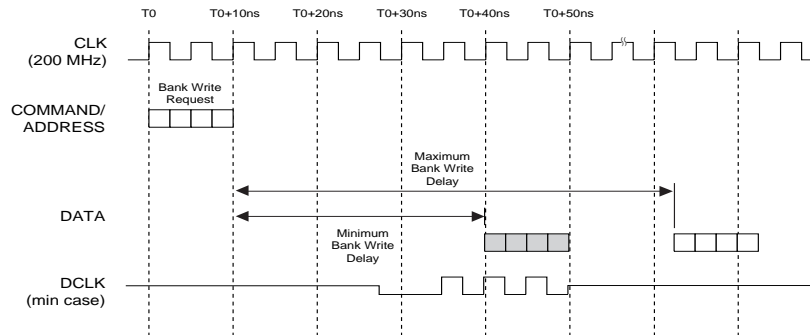 T0 T0+10ns T0+20ns T0+30ns T0+40ns T0+50ns
CLK
(200 MHz)
Bank Write
Request
COMMAND/
ADDRESS
Maximum
Bank Write
Delay
DATA
Minimum
Bank Write
Delay
DCLK
(min case)